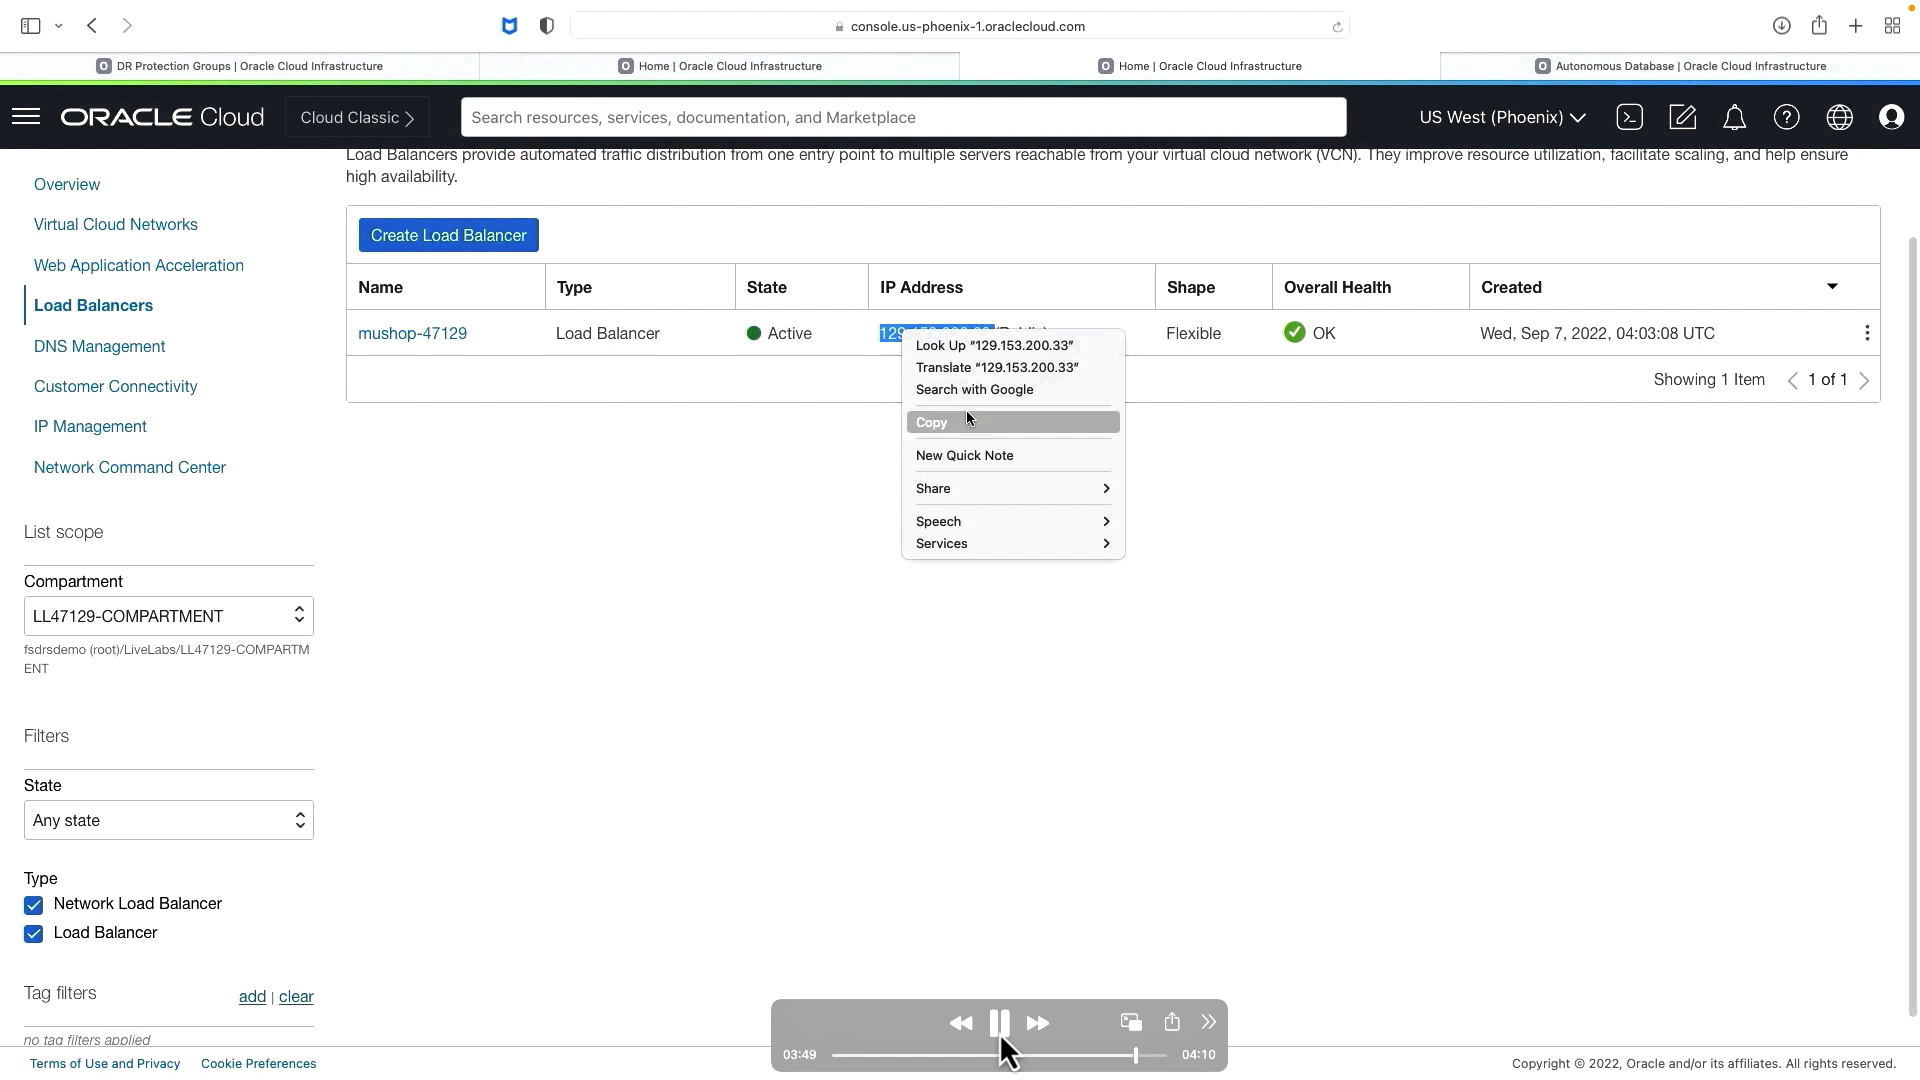 console.us-phoenix-1.oraclecloud.com
DR Protection Groups | Oracle Cloud Infrastructure
Home | Oracle Cloud Infrastructure
Home | Oracle Cloud Infrastructure
Autonomous Database | Oracle Cloud Infrastructure
ORACLE Cloud
Cloud Classic
Search resources, services, documentation, and Marketplace
US West (Phoenix)
Load Balancers provide automated traffic distribution from one entry point to multiple servers reachable from your virtual cloud network (VCN). They improve resource utilization, facilitate scaling, and help ensure
high availability.
Overview
Virtual Cloud Networks
Web Application Acceleration
Load Balancers
DNS Management
Customer Connectivity
IP Management
Network Command Center
Create Load Balancer
Name Type State IP Address Shape Overall Health Created
mushop-47129 Load Balancer Active Flexible OK Wed, Sep 7, 2022, 04:03:08 UTC
Showing 1 Item 1 of 1
Look Up "129.153.200.33"
Translate "129.153.200.33"
Search with Google
Copy
New Quick Note
Share
Speech
Services
List scope
Compartment
LL47129-COMPARTMENT
fsdrsdemo (root)/LiveLabs/LL47129-COMPARTM
ENT
Filters
State
Any state
Type
Network Load Balancer
Load Balancer
Tag filters add | clear
no tag filters applied
03:49 04:10
Terms of Use and Privacy Cookie Preferences
Copyright © 2022, Oracle and/or its affiliates. All rights reserved.